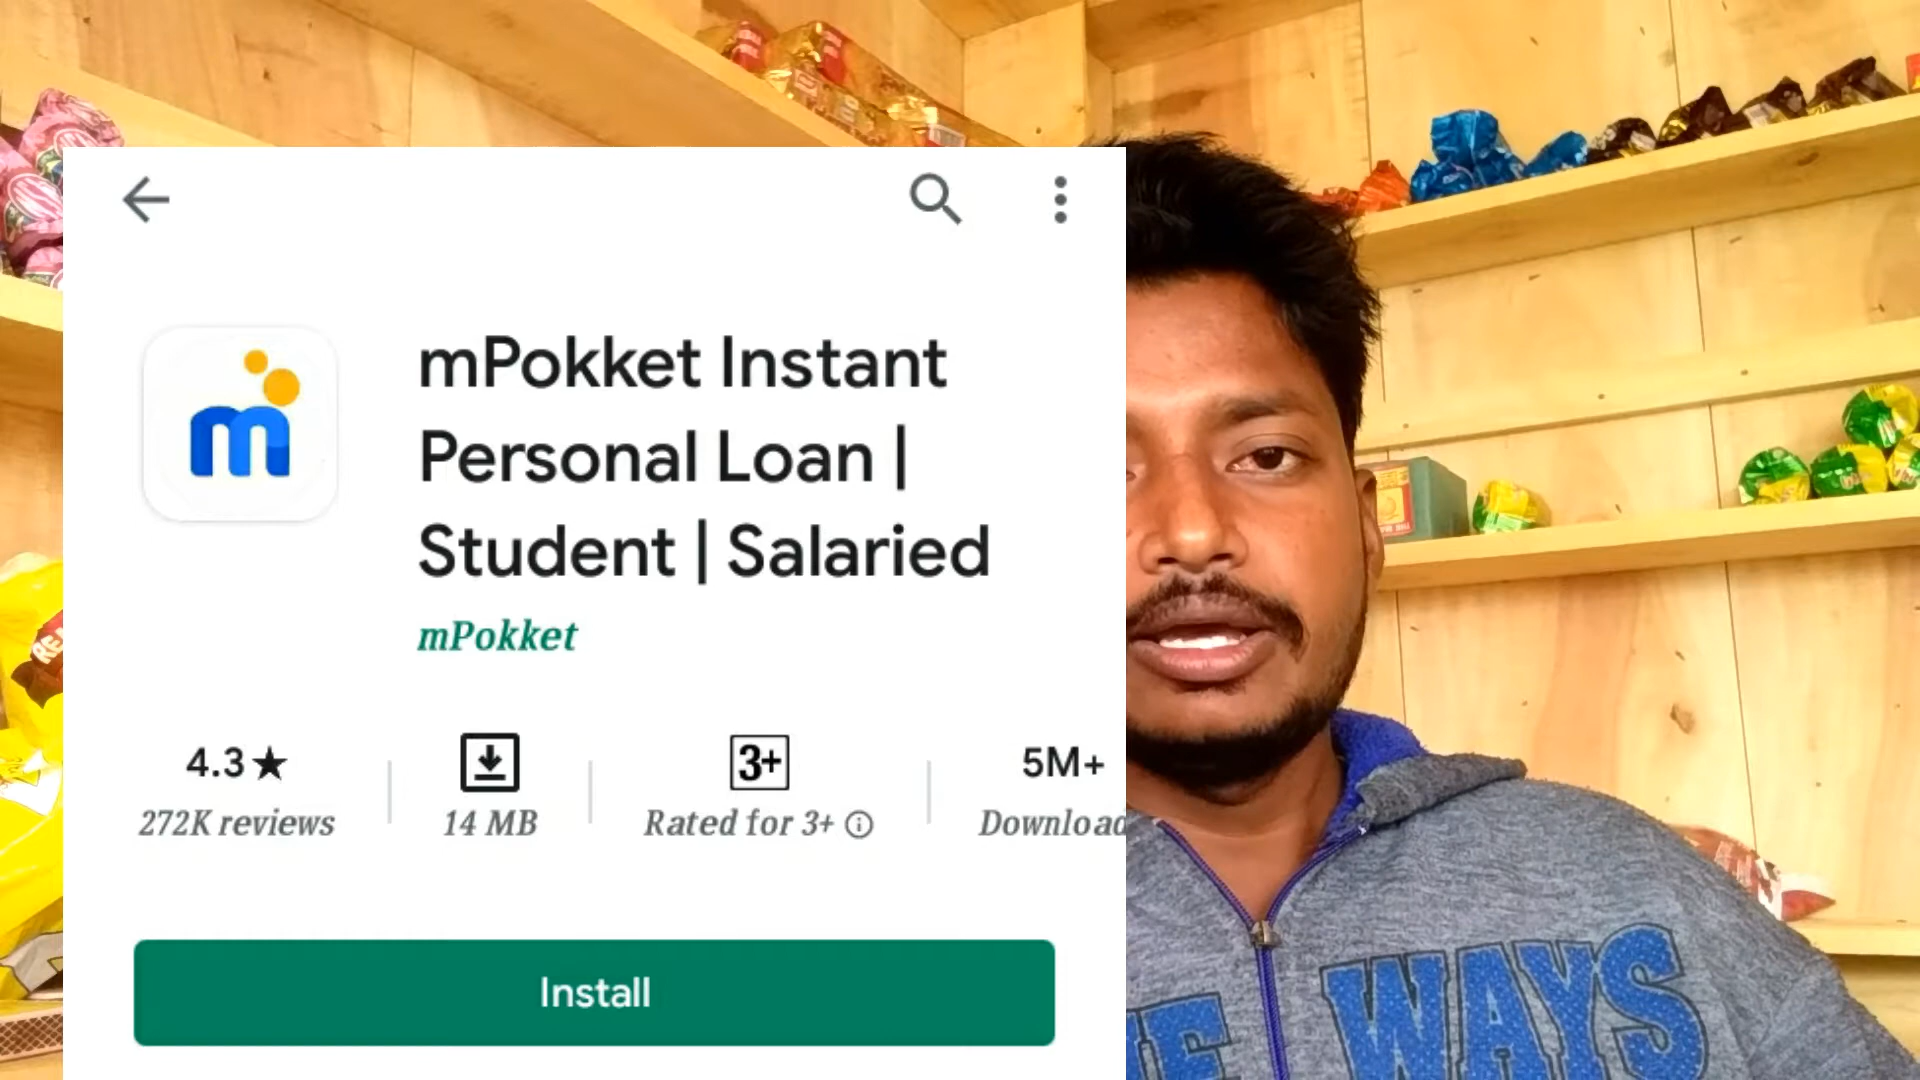 mPokket Instant
Personal Loan |
Student | Salaried
mPokket
4.3★
272K reviews
14 MB
3+
Rated for 3+
5M+
Download
Install
WAYS